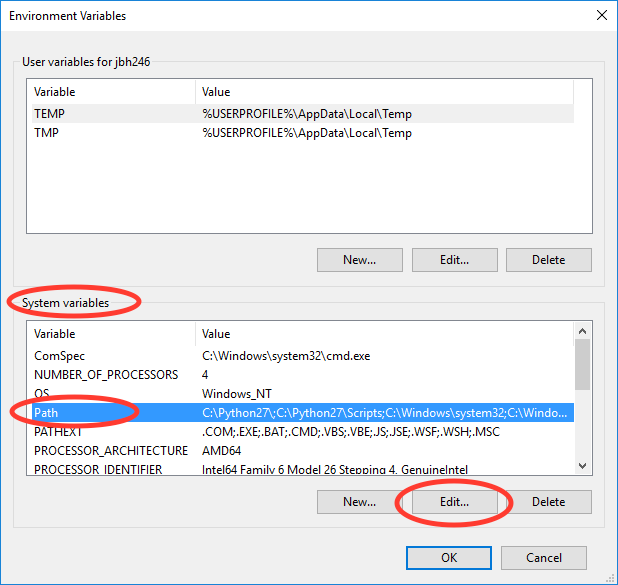 Environment Variables
User variables for jbh246
Variable Value
TEMP %USERPROFILE%\AppData\Local\Temp
TMP %USERPROFILE%\AppData\Local\Temp
New... Edit... Delete
System variables
Variable Value
ComSpec C:\Windows\system32\cmd.exe
NUMBER_OF_PROCESSORS 4
OS Windows_NT
Path C:\Python27\;C:\Python27\Scripts;C:\Windows\system32;C:\Windo...
PATHEXT .COM;.EXE;.BAT;.CMD;.VBS;.VBE;.JS;.JSE;.WSF;.WSH;.MSC
PROCESSOR_ARCHITECTURE AMD64
PROCESSOR_IDENTIFIER Intel64 Family 6 Model 26 Stepping 4, GenuineIntel
New... Edit... Delete
OK Cancel